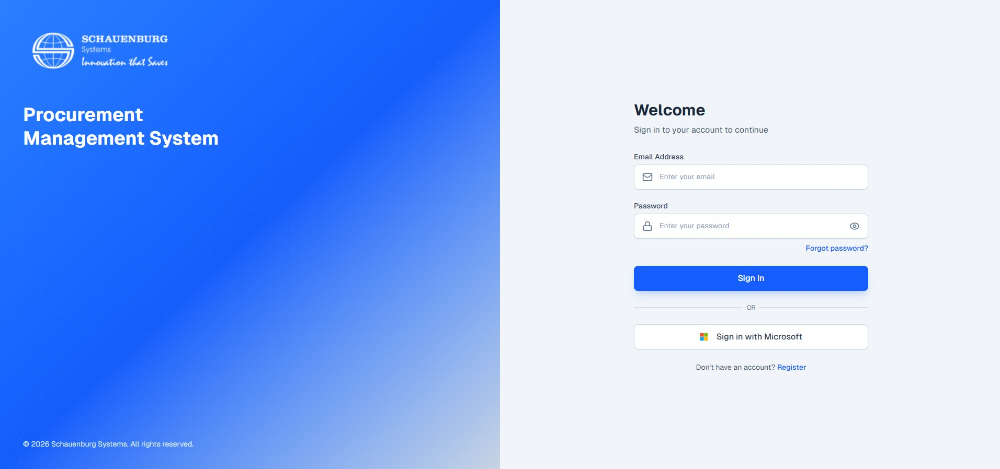 SCHAUENBURG
Systems
Innovation that Saves
Procurement
Management System
© 2026 Schauenburg Systems. All rights reserved.
Welcome
Sign in to your account to continue
Email Address
Enter your email
Password
Enter your password
Forgot password?
Sign In
OR
Sign in with Microsoft
Don't have an account? Register